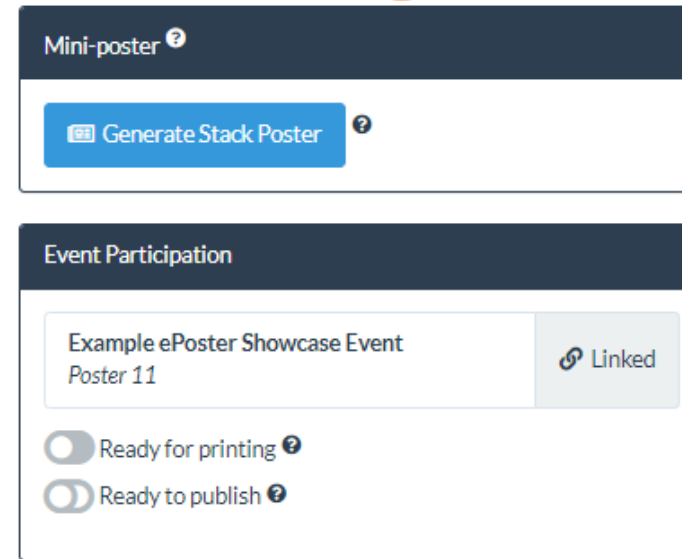 Mini-poster ?
Generate Stack Poster ?
Event Participation
Example ePoster Showcase Event
Poster 11
Linked
Ready for printing ?
Ready to publish ?